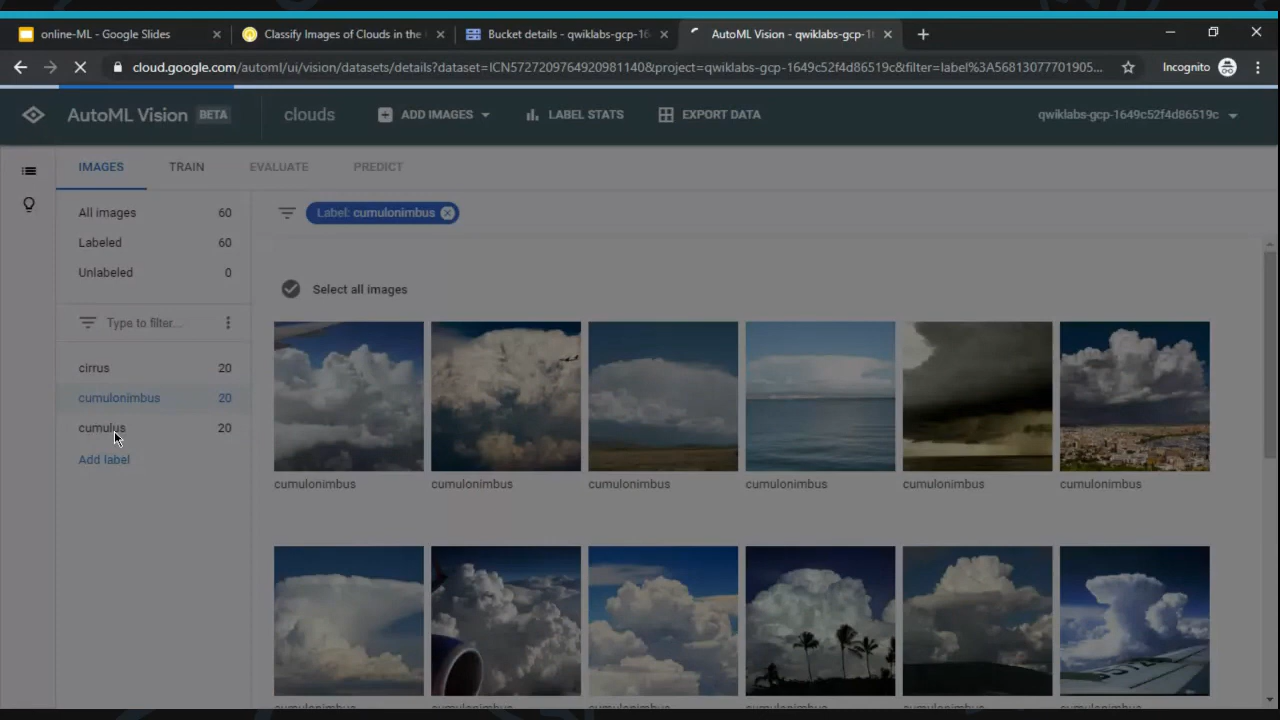 online-ML - Google Slides
Classify Images of Clouds in the
Bucket details - qwiklabs-gcp-16
AutoML Vision - qwiklabs-gcp-1
cloud.google.com/automl/ui/vision/datasets/details?dataset=ICN5727209764920981140&project=qwiklabs-gcp-1649c52f4d86519c&filter=label%3A56813077701905...
Incognito
AutoML Vision BETA
clouds
ADD IMAGES
LABEL STATS
EXPORT DATA
qwiklabs-gcp-1649c52f4d86519c
IMAGES
TRAIN
EVALUATE
PREDICT
All images 60
Labeled 60
Unlabeled 0
Type to filter...
cirrus 20
cumulonimbus 20
cumulus 20
Add label
Label: cumulonimbus
Select all images
cumulonimbus cumulonimbus cumulonimbus cumulonimbus cumulonimbus cumulonimbus